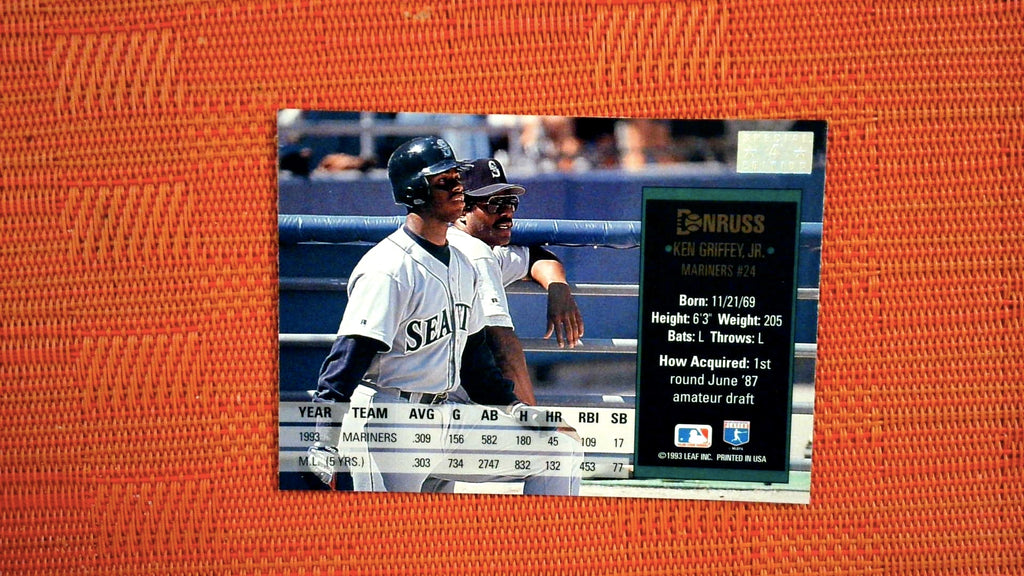 SPECIAL
EDITION
DONRUSS
KEN GRIFFEY, JR.
MARINERS #24
Born: 11/21/69
Height: 6'3" Weight: 205
Bats: L Throws: L
How Acquired: 1st
round June '87
amateur draft
©1993 LEAF INC. PRINTED IN USA
S
SEATT
YEAR TEAM AVG G AB H HR RBI SB
1993 MARINERS .309 156 582 180 45 109 17
M.L. (5 YRS.) .303 734 2747 832 132 453 77